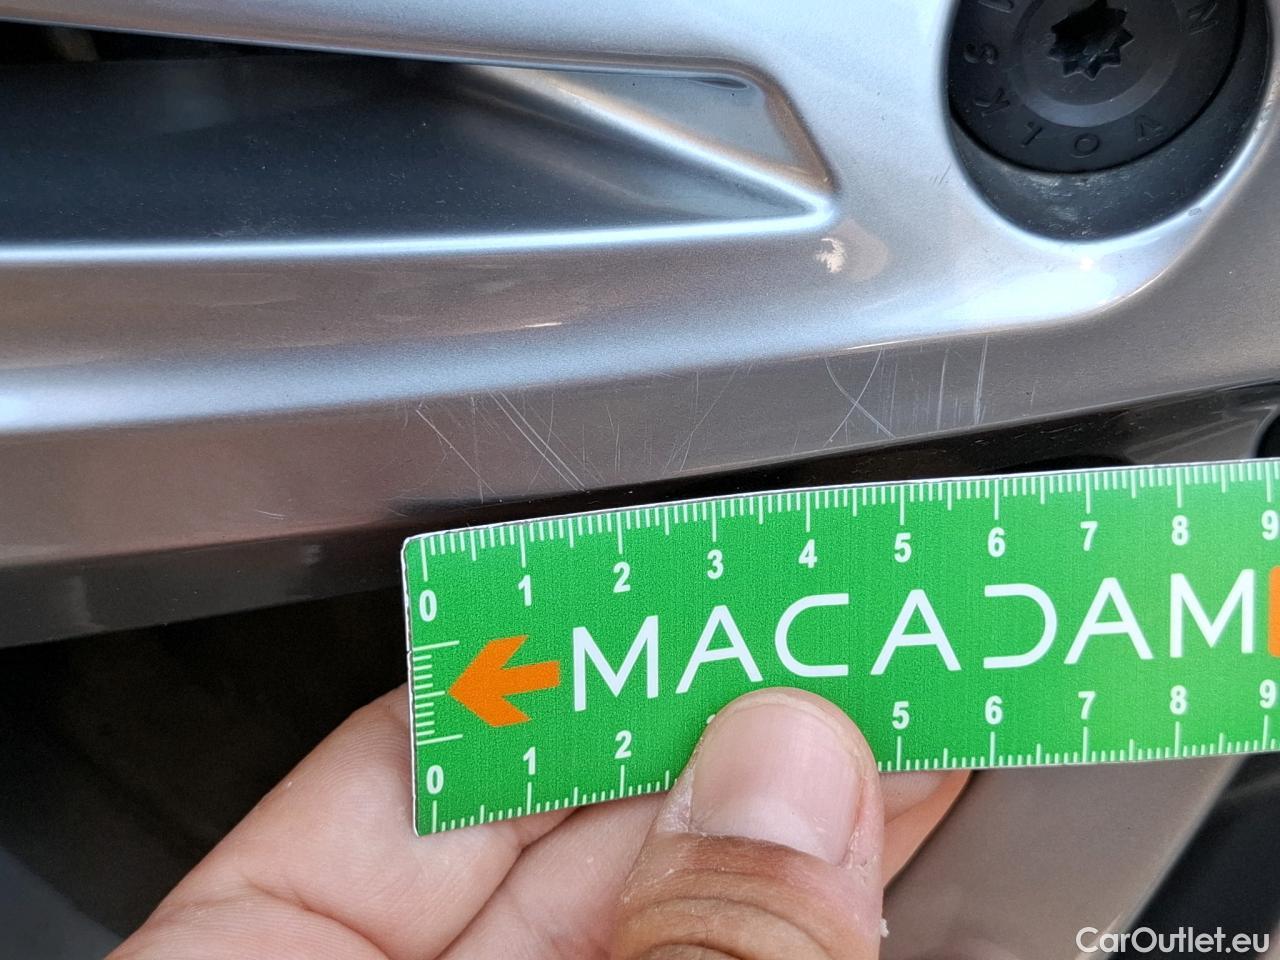 VOLKSWAGEN
0 1 2 3 4 5 6 7 8 9
MACADAM
0 1 2 5 6 7 8 9
CarOutlet.eu